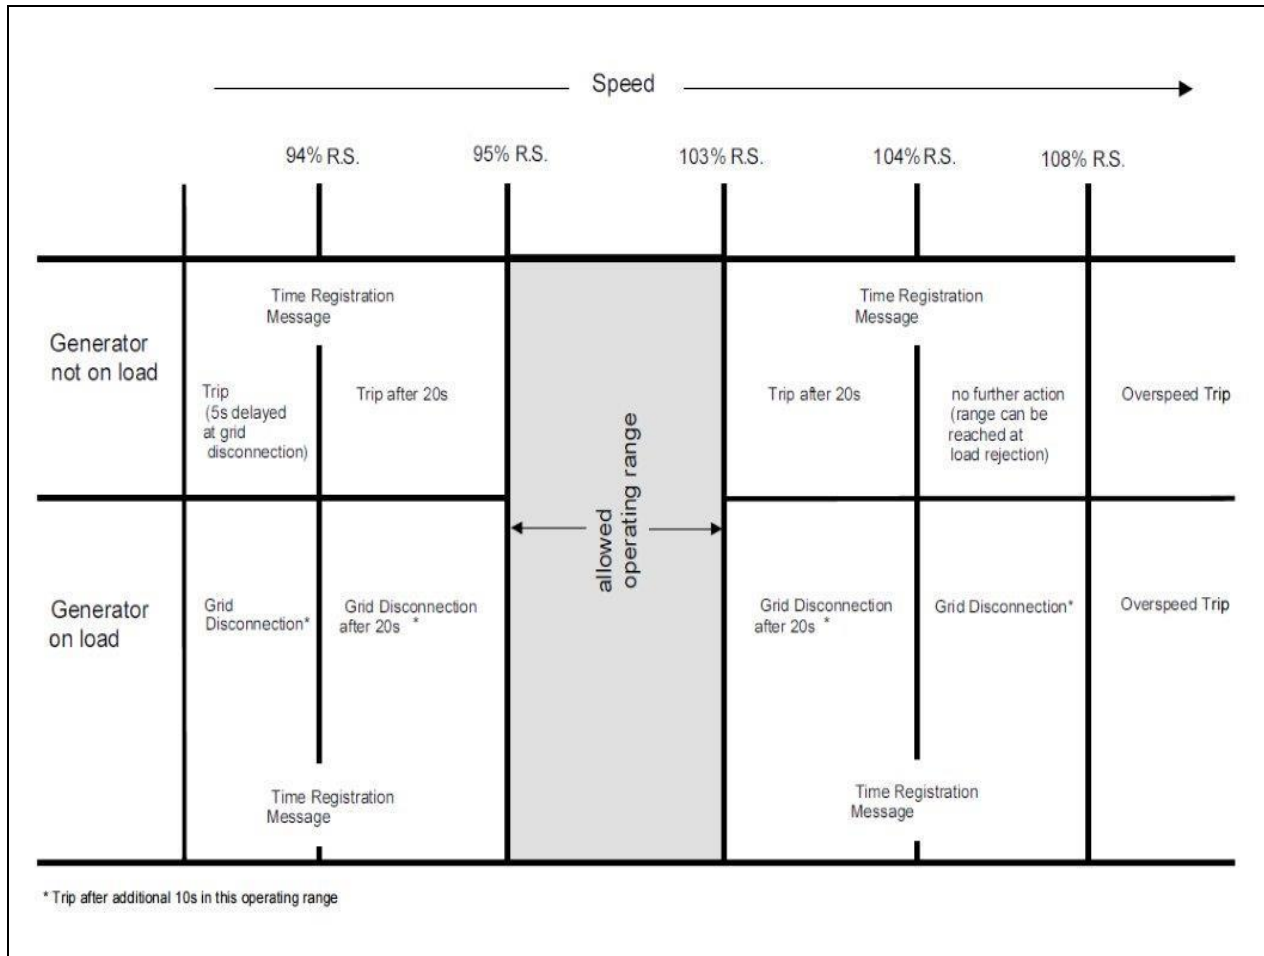 Speed
94% R.S.
95% R.S.
103% R.S.
104% R.S.
108% R.S.
Generator
not on load
Time Registration
Message
Trip
(5s delayed
at grid
disconnection)
Trip after 20s
allowed
operating range
Time Registration
Message
Trip after 20s
no further action
(range can be
reached at
load rejection)
Overspeed Trip
Generator
on load
Grid
Disconnection*
Grid Disconnection
after 20s *
Time Registration
Message
Grid Disconnection
after 20s *
Grid Disconnection*
Time Registration
Message
Overspeed Trip
* Trip after additional 10s in this operating range